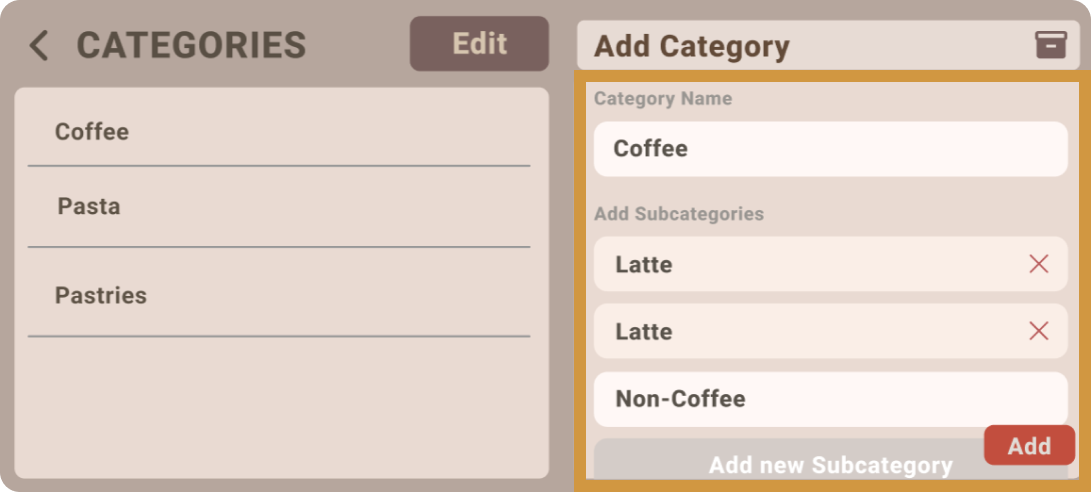 CATEGORIES
Edit
Coffee
Pasta
Pastries
Add Category
Category Name
Coffee
Add Subcategories
Latte
Latte
Non-Coffee
Add
Add new Subcategory